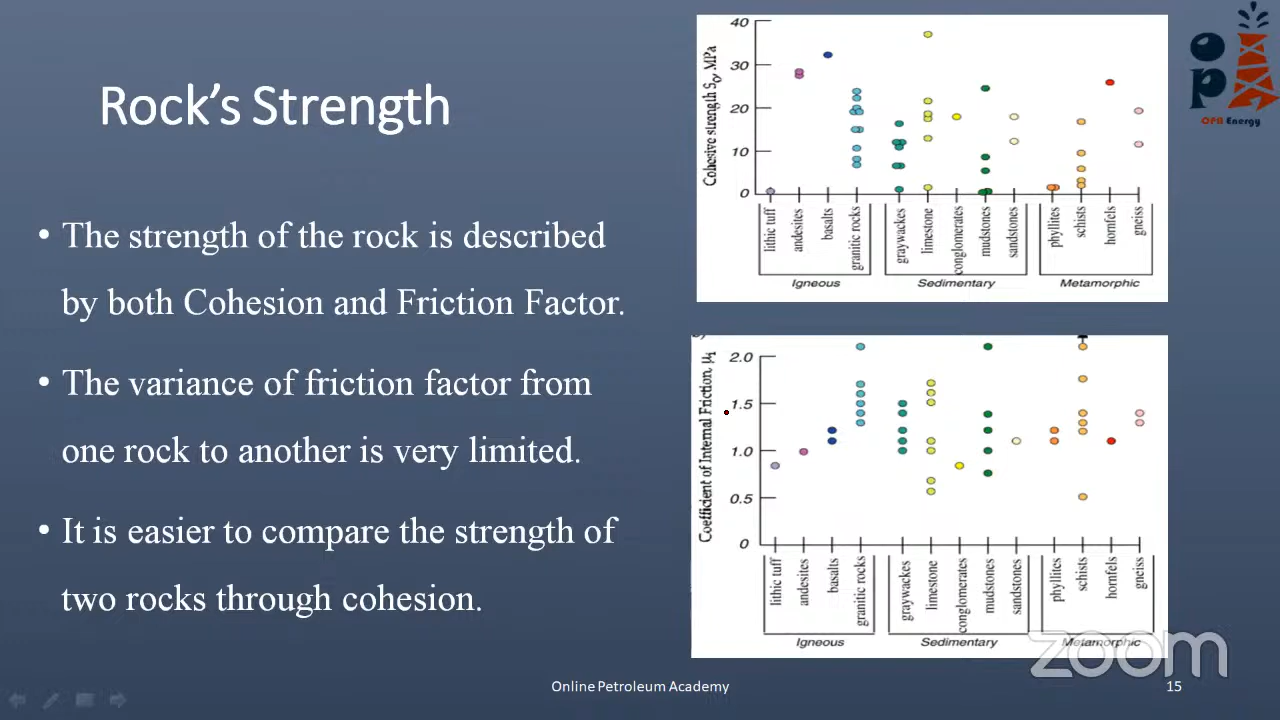 Rock's Strength
• The strength of the rock is described
by both Cohesion and Friction Factor.
• The variance of friction factor from
one rock to another is very limited.
• It is easier to compare the strength of
two rocks through cohesion.
Cohesive strength S₀, MPa
40
30
20
10
0
lithic tuff
andesites
basalts
granitic rocks
graywackes
limestone
conglomerates
mudstones
sandstones
phyllites
schists
hornfels
gneiss
Igneous
Sedimentary
Metamorphic
Coefficient of Internal Friction, μᵢ
2.0
1.5
1.0
0.5
0
lithic tuff
andesites
basalts
granitic rocks
graywackes
limestone
conglomerates
mudstones
sandstones
phyllites
schists
hornfels
gneiss
Igneous
Sedimentary
Metamorphic
OPA Energy
zoom
Online Petroleum Academy
15